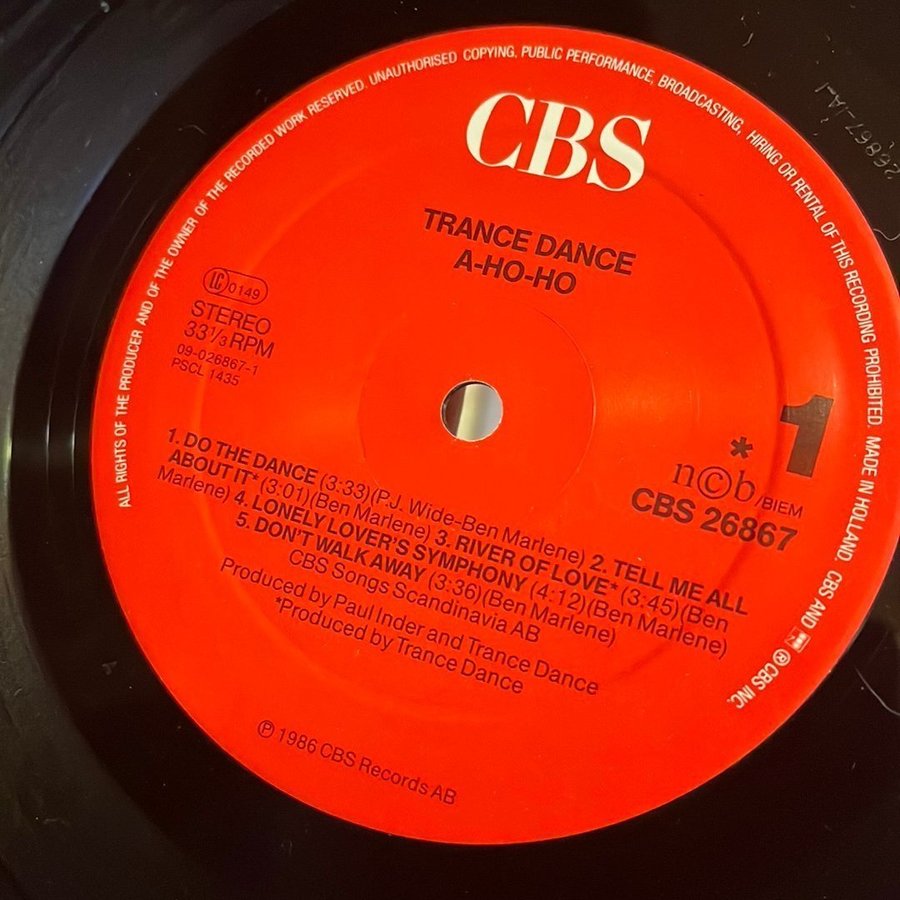 ALL RIGHTS OF THE PRODUCER AND OF THE OWNER OF THE RECORDED WORK RESERVED. UNAUTHORISED COPYING, PUBLIC PERFORMANCE, BROADCASTING, HIRING OR RENTAL OF THIS RECORDING PROHIBITED. MADE IN HOLLAND. CBS AND ® CBS INC.
CBS
TRANCE DANCE
A-HO-HO
LC 0149
STEREO
33 1/3 RPM
09-026867-1
PSCL 1435
1
*
n©b/BIEM
CBS 26867
1. DO THE DANCE (3:33)(P.J. Wide-Ben Marlene) 2. TELL ME ALL
ABOUT IT* (3:01)(Ben Marlene) 3. RIVER OF LOVE* (3:45)(Ben
Marlene) 4. LONELY LOVER'S SYMPHONY (4:12)(Ben Marlene)
5. DON'T WALK AWAY (3:36)(Ben Marlene)
CBS Songs Scandinavia AB
Produced by Paul Inder and Trance Dance
*Produced by Trance Dance
℗ 1986 CBS Records AB